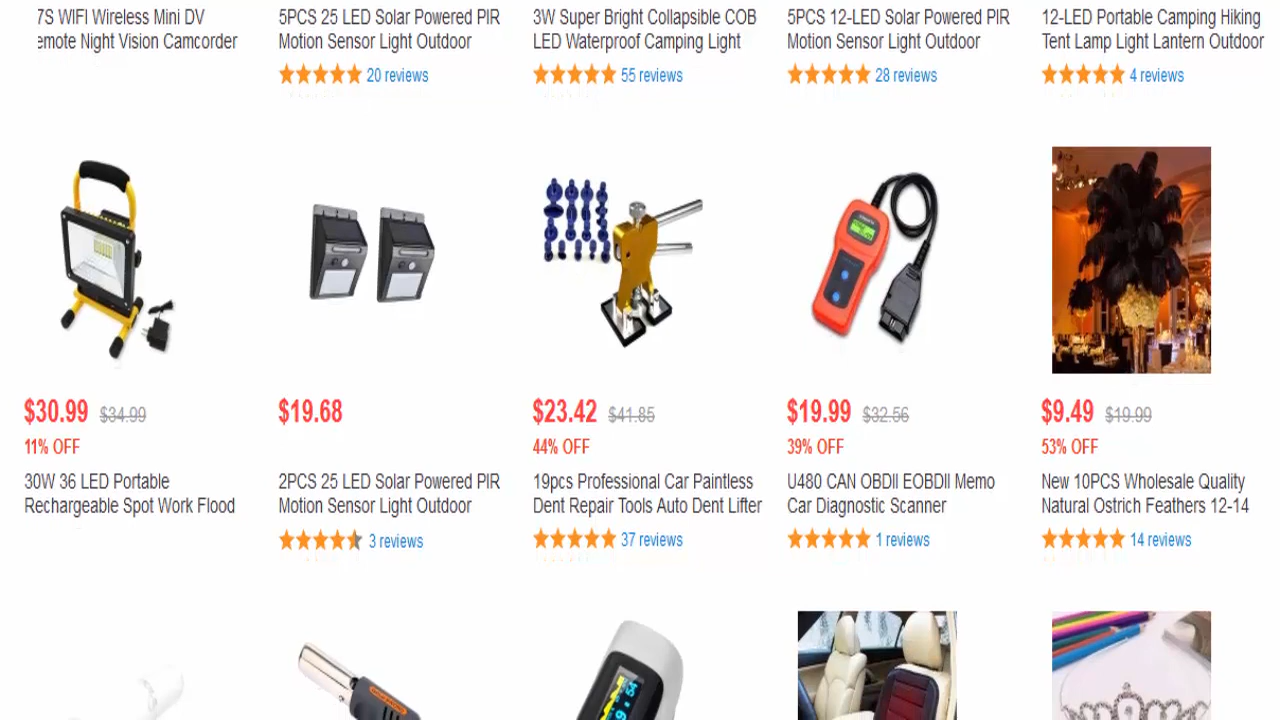 7S WIFI Wireless Mini DV
emote Night Vision Camcorder
5PCS 25 LED Solar Powered PIR
Motion Sensor Light Outdoor
20 reviews
3W Super Bright Collapsible COB
LED Waterproof Camping Light
55 reviews
5PCS 12-LED Solar Powered PIR
Motion Sensor Light Outdoor
28 reviews
12-LED Portable Camping Hiking
Tent Lamp Light Lantern Outdoor
4 reviews
$30.99 $34.99
11% OFF
30W 36 LED Portable
Rechargeable Spot Work Flood
$19.68
2PCS 25 LED Solar Powered PIR
Motion Sensor Light Outdoor
3 reviews
$23.42 $41.85
44% OFF
19pcs Professional Car Paintless
Dent Repair Tools Auto Dent Lifter
37 reviews
$19.99 $32.56
39% OFF
U480 CAN OBDII EOBDII Memo
Car Diagnostic Scanner
1 reviews
$9.49 $19.99
53% OFF
New 10PCS Wholesale Quality
Natural Ostrich Feathers 12-14
14 reviews